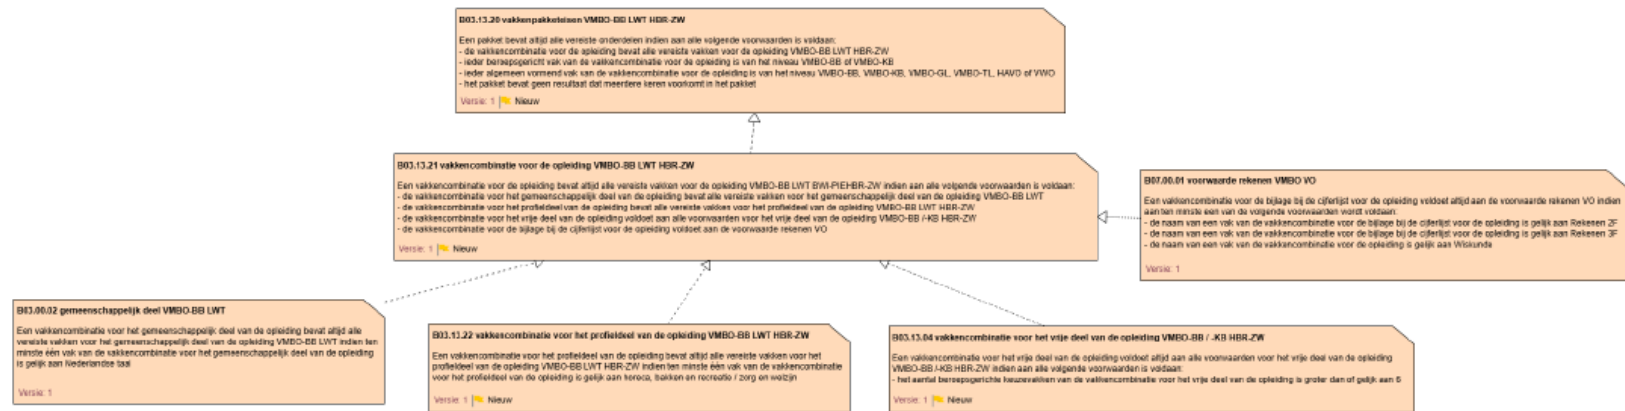 B03.13.20 vakkenpakketeisen VMBO-BB LWT HBR-ZW
Een pakket bevat altijd alle vereiste onderdelen indien aan alle volgende voorwaarden is voldaan:
- de vakkencombinatie voor de opleiding bevat alle vereiste vakken voor de opleiding VMBO-BB LWT HBR-ZW
- ieder beroepsgericht vak van de vakkencombinatie voor de opleiding is van het niveau VMBO-BB of VMBO-KB
- ieder algemeen vormend vak van de vakkencombinatie voor de opleiding is van het niveau VMBO-BB, VMBO-KB, VMBO-GL, VMBO-TL, HAVO of VWO
- het pakket bevat geen resultaat dat meerdere keren voorkomt in het pakket
Versie: 1 Nieuw
B03.13.21 vakkencombinatie voor de opleiding VMBO-BB LWT HBR-ZW
Een vakkencombinatie voor de opleiding bevat altijd alle vereiste vakken voor de opleiding VMBO-BB LWT BWI-PIEHBR-ZW indien aan alle volgende voorwaarden is voldaan:
- de vakkencombinatie voor het gemeenschappelijk deel van de opleiding bevat alle vereiste vakken voor het gemeenschappelijk deel van de opleiding VMBO-BB LWT
- de vakkencombinatie voor het profieldeel van de opleiding bevat alle vereiste vakken voor het profieldeel van de opleiding VMBO-BB LWT HBR-ZW
- de vakkencombinatie voor het vrije deel van de opleiding voldoet aan alle voorwaarden voor het vrije deel van de opleiding VMBO-BB /-KB HBR-ZW
- de vakkencombinatie voor de bijlage bij de cijferlijst voor de opleiding voldoet aan de voorwaarde rekenen VO
Versie: 1 Nieuw
B07.00.01 voorwaarde rekenen VMBO VO
Een vakkencombinatie voor de bijlage bij de cijferlijst voor de opleiding voldoet altijd aan de voorwaarde rekenen VO indien
aan ten minste een van de volgende voorwaarden wordt voldaan:
- de naam van een vak van de vakkencombinatie voor de bijlage bij de cijferlijst voor de opleiding is gelijk aan Rekenen 2F
- de naam van een vak van de vakkencombinatie voor de bijlage bij de cijferlijst voor de opleiding is gelijk aan Rekenen 3F
- de naam van een vak van de vakkencombinatie voor de opleiding is gelijk aan Wiskunde
Versie: 1
B03.00.02 gemeenschappelijk deel VMBO-BB LWT
Een vakkencombinatie voor het gemeenschappelijk deel van de opleiding bevat altijd alle
vereiste vakken voor het gemeenschappelijk deel van de opleiding VMBO-BB LWT indien ten
minste één vak van de vakkencombinatie voor het gemeenschappelijk deel van de opleiding
is gelijk aan Nederlandse taal
Versie: 1
B03.13.22 vakkencombinatie voor het profieldeel van de opleiding VMBO-BB LWT HBR-ZW
Een vakkencombinatie voor het profieldeel van de opleiding bevat altijd alle vereiste vakken voor het
profieldeel van de opleiding VMBO-BB LWT HBR-ZW indien ten minste één vak van de vakkencombinatie
voor het profieldeel van de opleiding is gelijk aan horeca, bakken en recreatie / zorg en welzijn
Versie: 1 Nieuw
B03.13.04 vakkencombinatie voor het vrije deel van de opleiding VMBO-BB / -KB HBR-ZW
Een vakkencombinatie voor het vrije deel van de opleiding voldoet altijd aan alle voorwaarden voor het vrije deel van de opleiding
VMBO-BB /-KB HBR-ZW indien aan alle volgende voorwaarden is voldaan:
- het aantal beroepsgerichte keuzevakken van de vakkencombinatie voor het vrije deel van de opleiding is groter dan of gelijk aan 6
Versie: 1 Nieuw